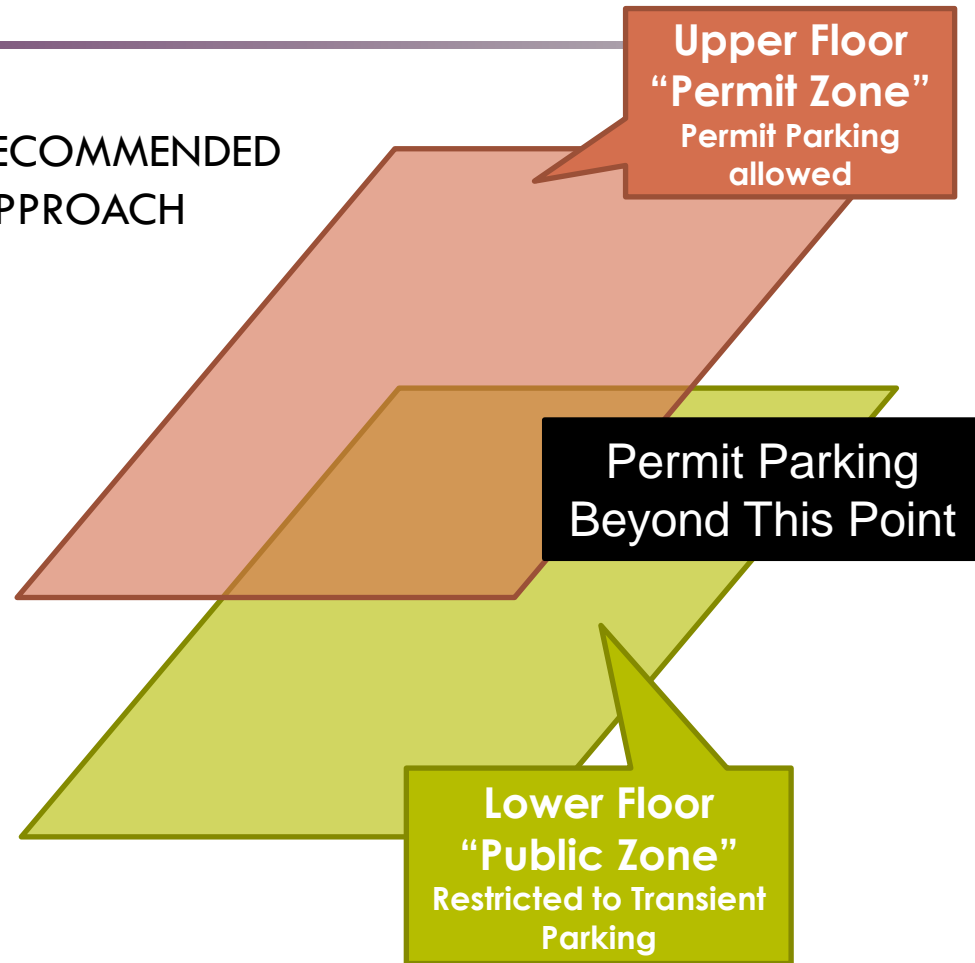 Upper Floor
“Permit Zone”
Permit Parking
allowed
ECOMMENDED
PPROACH
Permit Parking
Beyond This Point
Lower Floor
“Public Zone”
Restricted to Transient
Parking